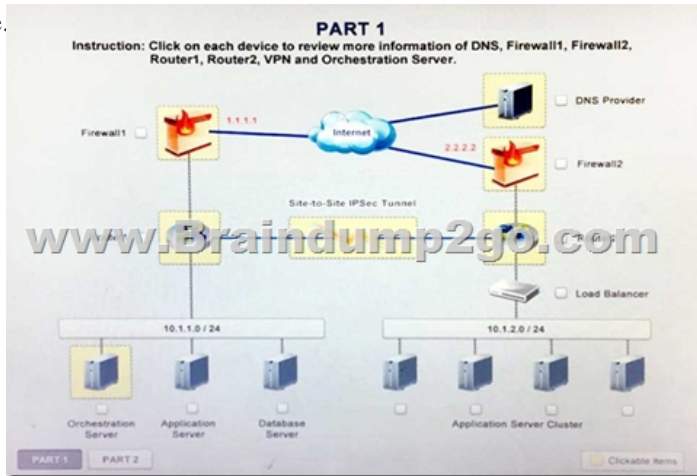 e.
PART 1
Instruction: Click on each device to review more information of DNS, Firewall1, Firewall2,
Router1, Router2, VPN and Orchestration Server.
DNS Provider
1.1.1.1
Firewall1
Internet
2.2.2.2
Firewall2
Site-to-Site IPSec Tunnel
www.Braindump2go.com
Load Balancer
10.1.1.0 / 24
10.1.2.0 / 24
Orchestration Server
Application Server
Database Server
Application Server Cluster
PART 1
PART 2
Clickable items